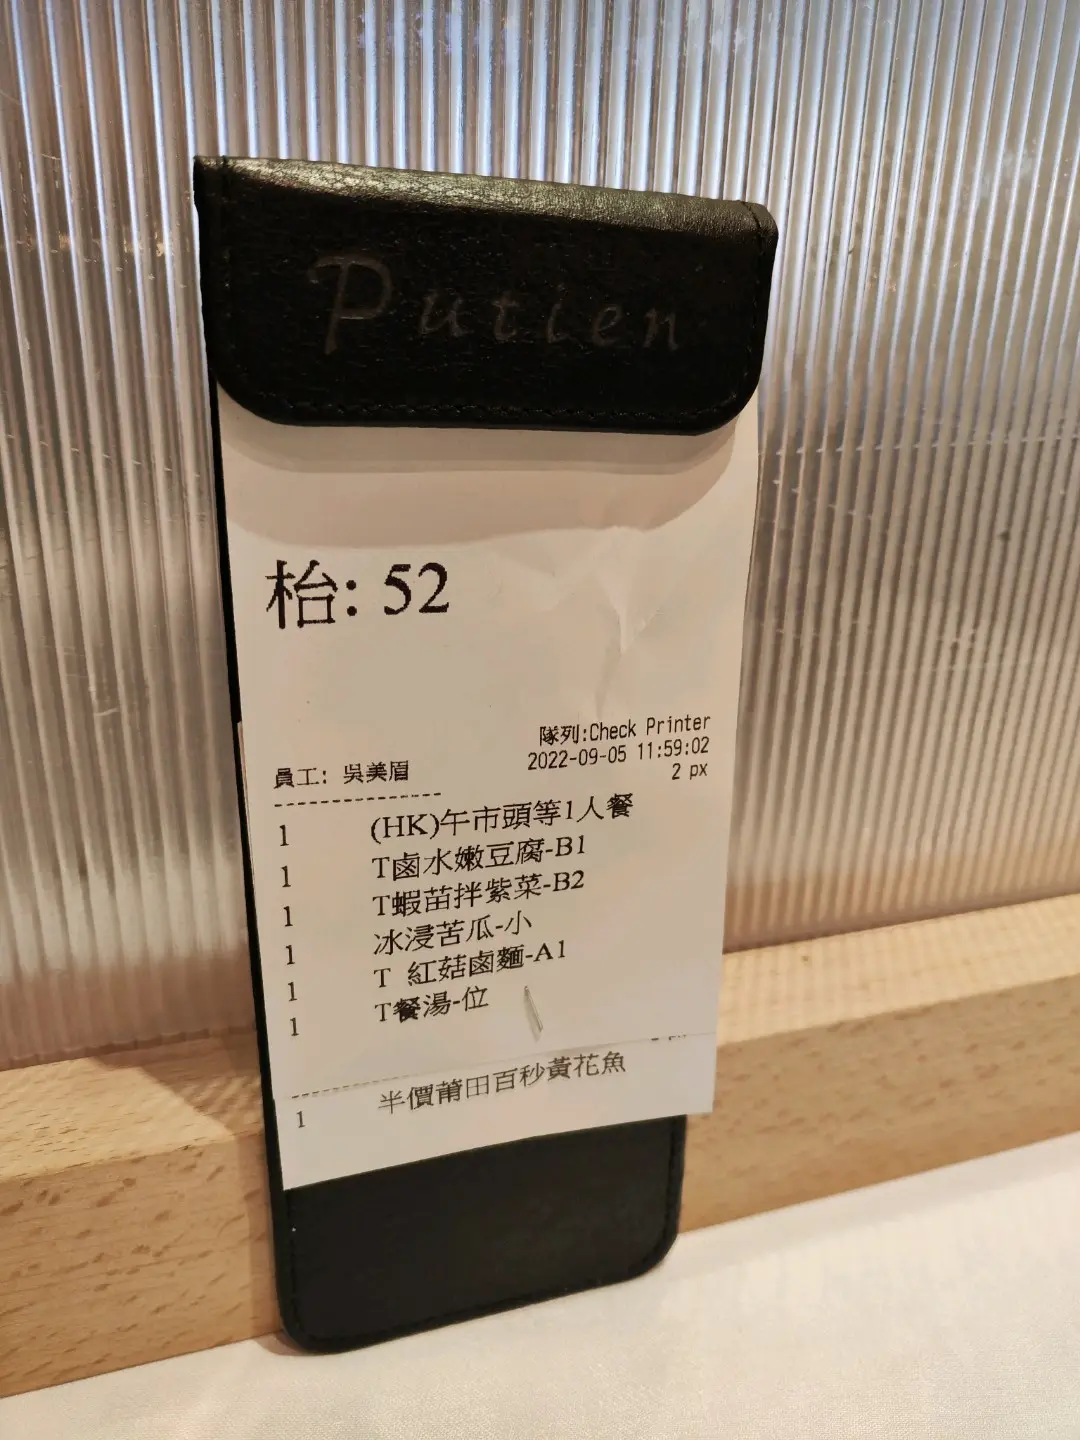 Putien
枱: 52
隊列:Check Printer
2022-09-05 11:59:02
員工: 吳美眉
2 px
1 (HK)午市頭等1人餐
1 T鹵水嫩豆腐-B1
1 T蝦苗拌紫菜-B2
1 冰浸苦瓜-小
1 T 紅菇鹵麵-A1
1 T餐湯-位
1 半價莆田百秒黃花魚